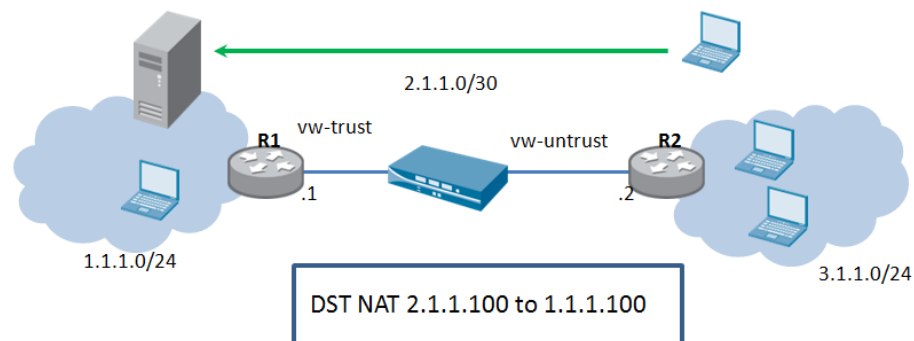 2.1.1.0/30
vw-trust
vw-untrust
R1
R2
.1
.2
1.1.1.0/24
3.1.1.0/24
DST NAT 2.1.1.100 to 1.1.1.100